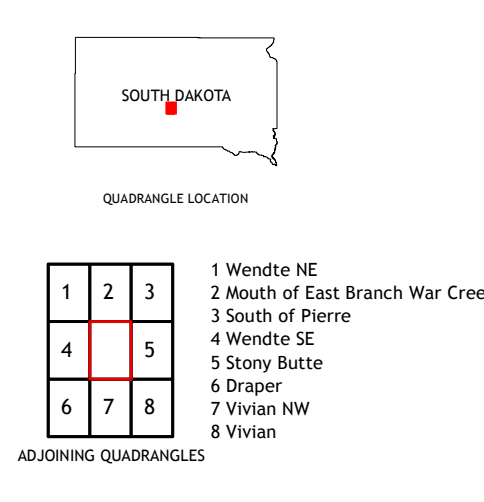 SOUTH DAKOTA
QUADRANGLE LOCATION
1 2 3
4 5
6 7 8
ADJOINING QUADRANGLES
1 Wendte NE
2 Mouth of East Branch War Cree
3 South of Pierre
4 Wendte SE
5 Stony Butte
6 Draper
7 Vivian NW
8 Vivian